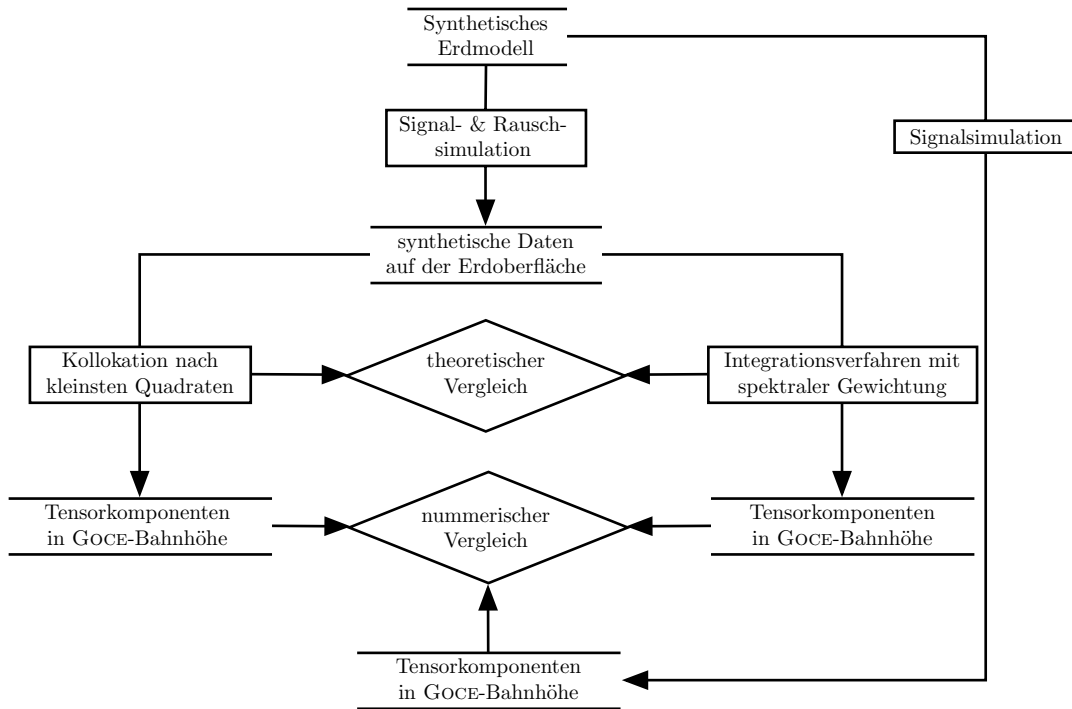 Synthetisches
Erdmodell
Signal- & Rausch-
simulation
Signalsimulation
synthetische Daten
auf der Erdoberfläche
Kollokation nach
kleinsten Quadraten
theoretischer
Vergleich
Integrationsverfahren mit
spektraler Gewichtung
Tensorkomponenten
in GOCE-Bahnhöhe
nummerischer
Vergleich
Tensorkomponenten
in GOCE-Bahnhöhe
Tensorkomponenten
in GOCE-Bahnhöhe